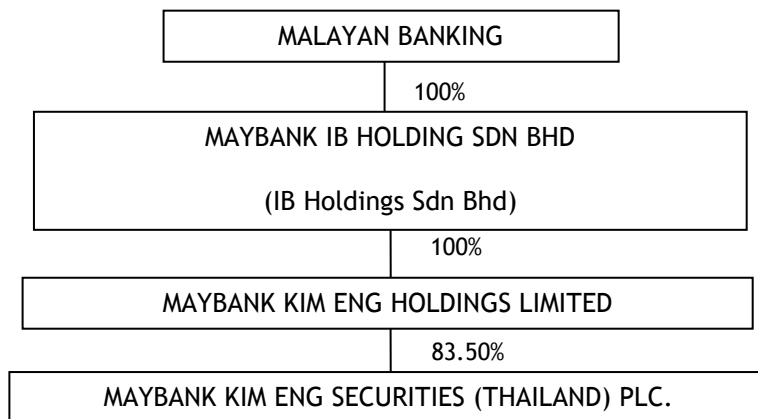 MALAYAN BANKING
100%
MAYBANK IB HOLDING SDN BHD
(IB Holdings Sdn Bhd)
100%
MAYBANK KIM ENG HOLDINGS LIMITED
83.50%
MAYBANK KIM ENG SECURITIES (THAILAND) PLC.